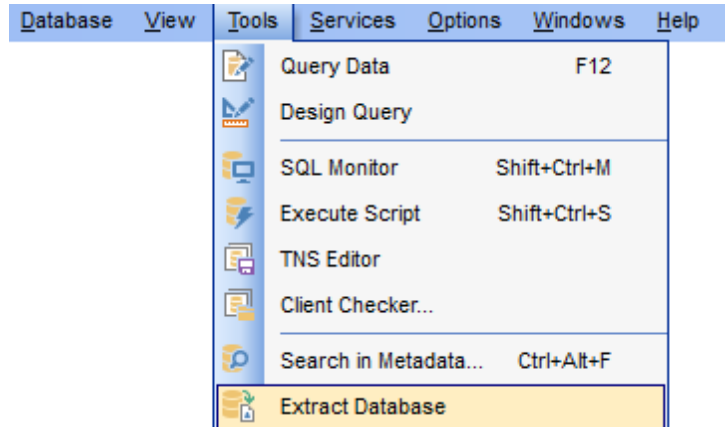 Database View Tools Services Options Windows Help
Query Data F12
Design Query
SQL Monitor Shift+Ctrl+M
Execute Script Shift+Ctrl+S
TNS Editor
Client Checker...
Search in Metadata... Ctrl+Alt+F
Extract Database